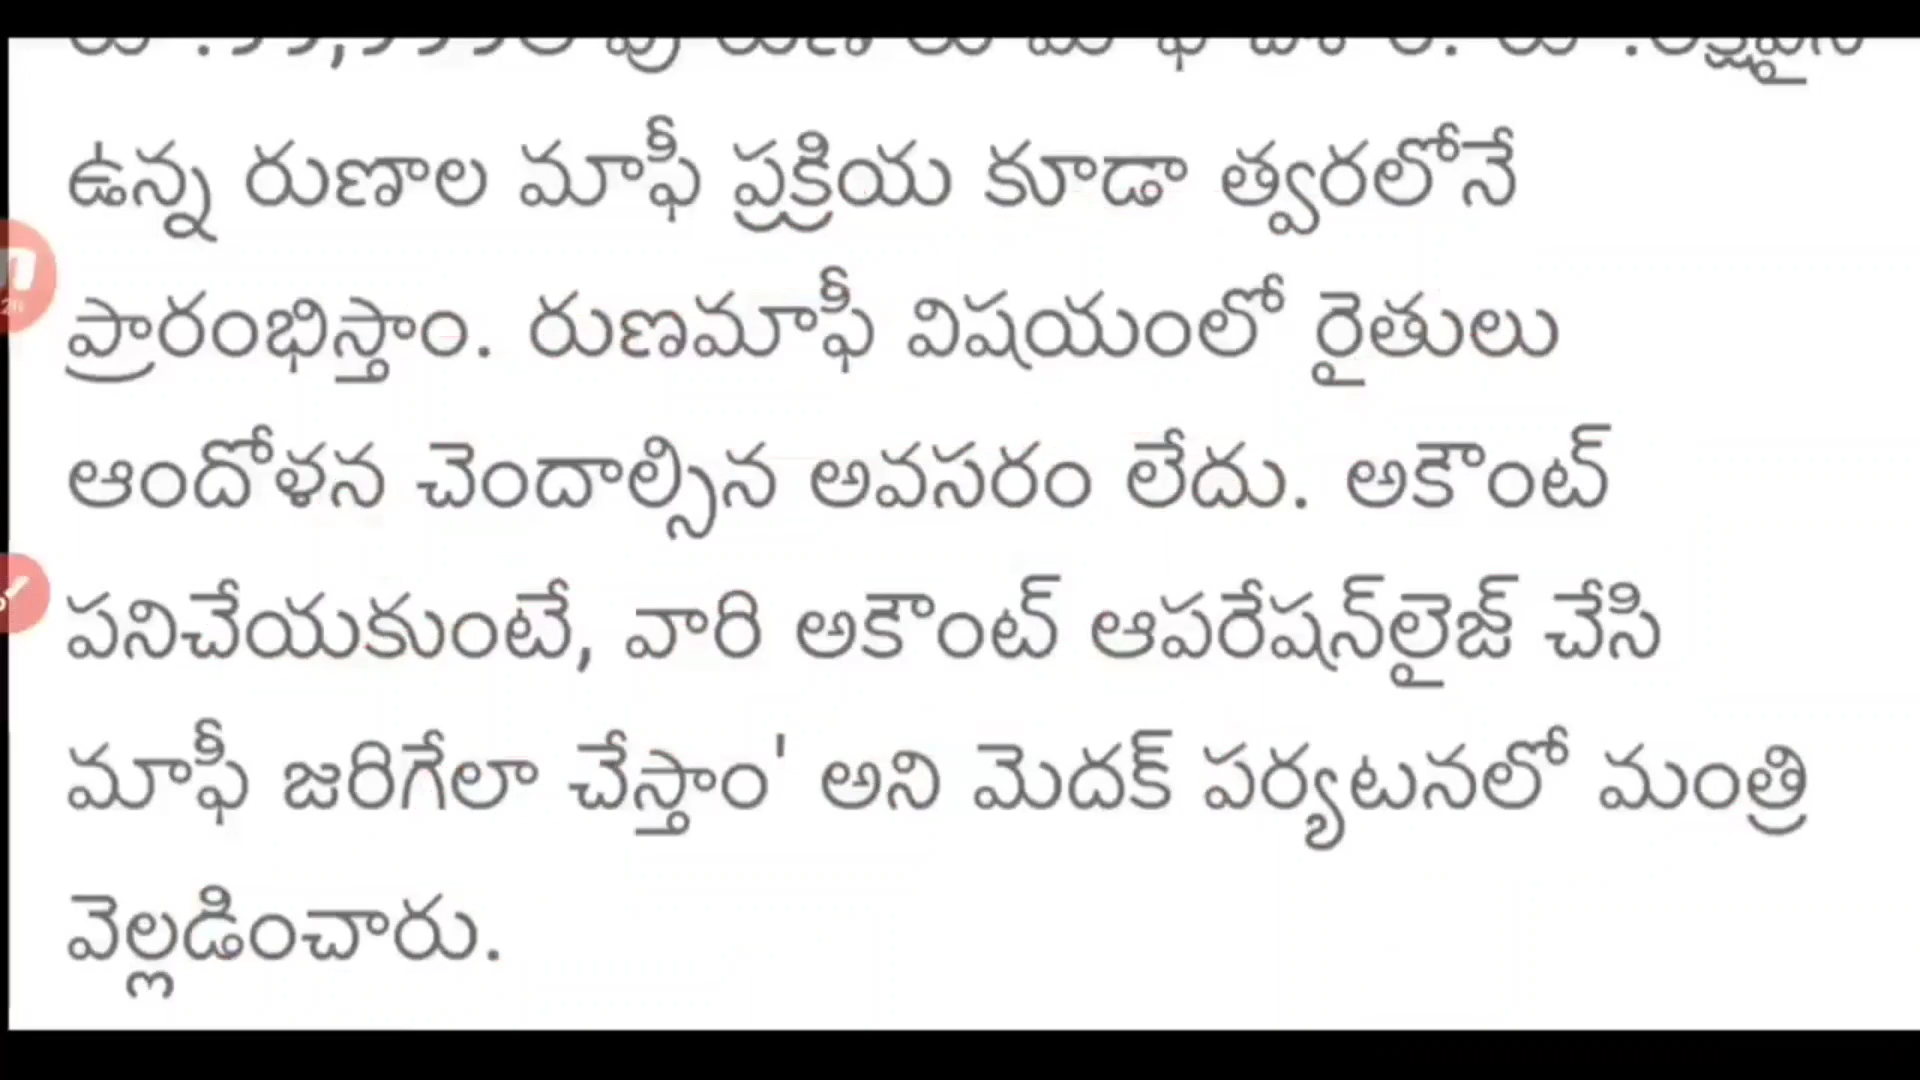 ఉన్న రుణాల మాఫీ ప్రక్రియ కూడా త్వరలోనే
ప్రారంభిస్తాం. రుణమాఫీ విషయంలో రైతులు
ఆందోళన చెందాల్సిన అవసరం లేదు. అకౌంట్
పనిచేయకుంటే, వారి అకౌంట్ ఆపరేషన్‌లైజ్ చేసి
మాఫీ జరిగేలా చేస్తాం' అని మెదక్ పర్యటనలో మంత్రి
వెల్లడించారు.